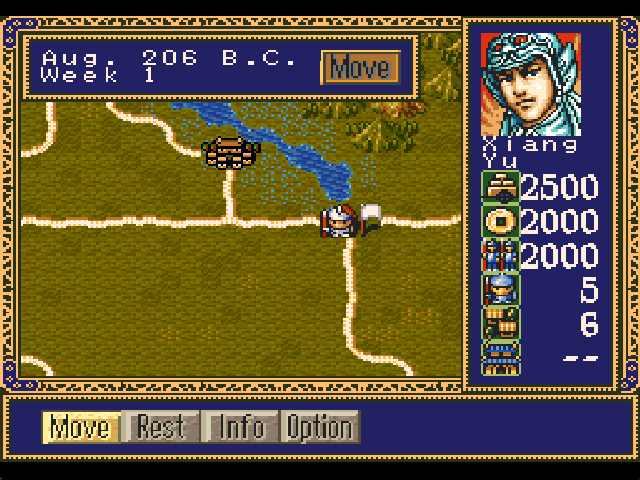 Aug. 206 B.C.
Week 1
Move
Xiang
Yu
2500
2000
2000
5
6
--
Move Rest Info Option